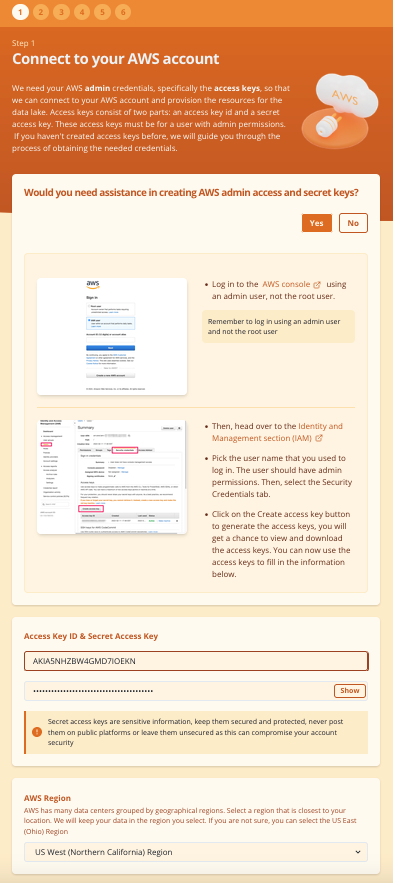 1 2 3 4 5 6
Step 1
Connect to your AWS account
We need your AWS admin credentials, specifically the access keys, so that
we can connect to your AWS account and provision the resources for the
data lake. Access keys consist of two parts: an access key id and a secret
access key. These access keys must be for a user with admin permissions.
If you haven't created access keys before, we will guide you through the
process of obtaining the needed credentials.
AWS
Would you need assistance in creating AWS admin access and secret keys?
Yes No
aws
Sign in
• Log in to the AWS console using
an admin user, not the root user.
Remember to log in using an admin user
and not the root user
Summary
• Then, head over to the Identity and
Management section (IAM)
• Pick the user name that you used to
log in. The user should have admin
permissions. Then, select the Security
Credentials tab.
• Click on the Create access key button
to generate the access keys, you will
get a chance to view and download
the access keys. You can now use the
access keys to fill in the information
below.
Access Key ID & Secret Access Key
AKIA5NHZBW4GMD7IOEKN
Show
Secret access keys are sensitive information, keep them secured and protected, never post
them on public platforms or leave them unsecured as this can compromise your account
security
AWS Region
AWS has many data centers grouped by geographical regions. Select a region that is closest to your
location. We will keep your data in the region you select. If you are not sure, you can select the US East
(Ohio) Region
US West (Northern California) Region